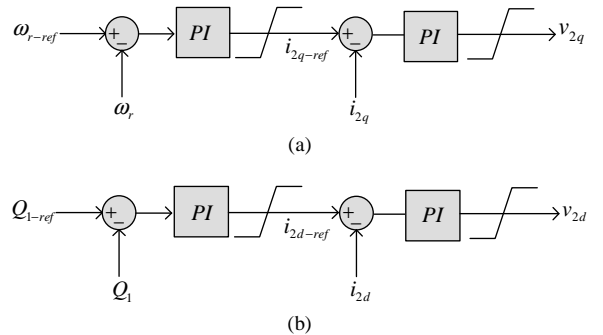 ω_{r-ref} + − PI i_{2q-ref} + − PI v_{2q}
ω_r i_{2q}
(a)
Q_{1-ref} + − PI i_{2d-ref} + − PI v_{2d}
Q_1 i_{2d}
(b)